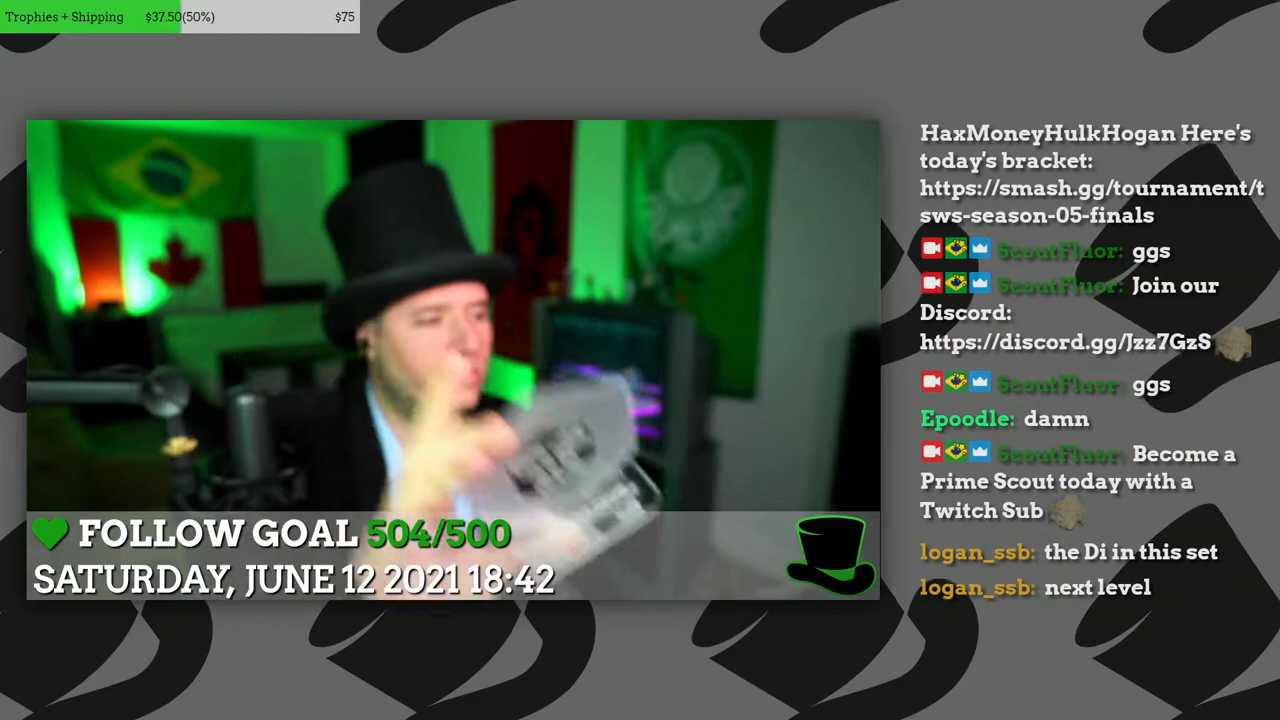 Trophies + Shipping $37.50(50%) $75
HaxMoneyHulkHogan Here's
today's bracket:
https://smash.gg/tournament/t
sws-season-05-finals
ScoutFluor: ggs
ScoutFluor: Join our
Discord:
https://discord.gg/Jzz7GzS
ScoutFluor: ggs
Epoodle: damn
ScoutFluor: Become a
Prime Scout today with a
Twitch Sub
logan_ssb: the Di in this set
logan_ssb: next level
FOLLOW GOAL 504/500
SATURDAY, JUNE 12 2021 18:42